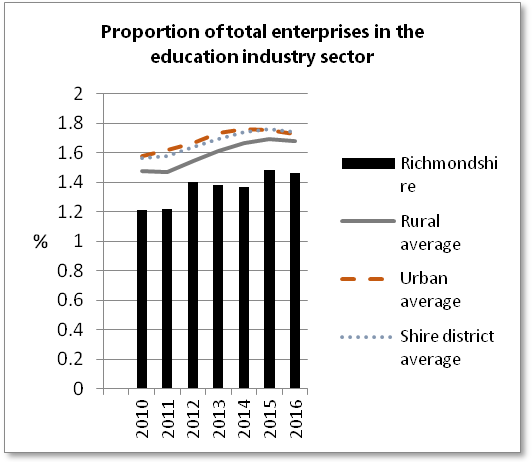 Proportion of total enterprises in the
education industry sector
2
1.8
1.6
1.4
1.2
1
0.8
0.6
0.4
0.2
0
%
2010
2011
2012
2013
2014
2015
2016
Richmondshi
re
Rural
average
Urban
average
Shire district
average